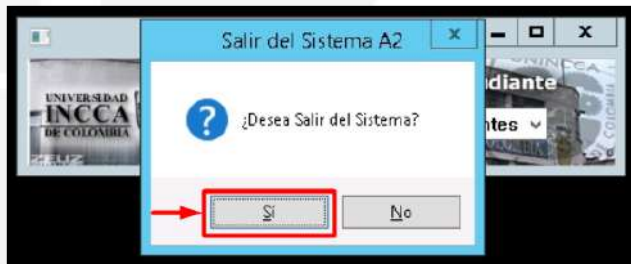 Salir del Sistema A2
x
x
UNIVERSIDAD
INCCA
DE COLOMBIA
¿Desea Salir del Sistema?
diante
ntes
Sí
No